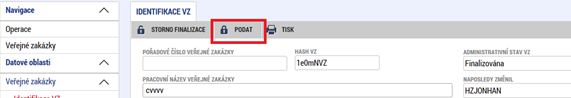 Navigace
Operace
Veřejné zakázky
Datové oblasti
Veřejné zakázky
IDENTIFIKACE VZ
STORNO FINALIZACE
PODAT
TISK
POŘADOVÉ ČÍSLO VEŘEJNÉ ZAKÁZKY
HASH VZ
ADMINISTRATIVNÍ STAV VZ
1e0mNVZ
Finalizována
PRACOVNÍ NÁZEV VEŘEJNÉ ZAKÁZKY
NAPOSLEDY ZMĚNIL
cvvvv
HZJONHAN